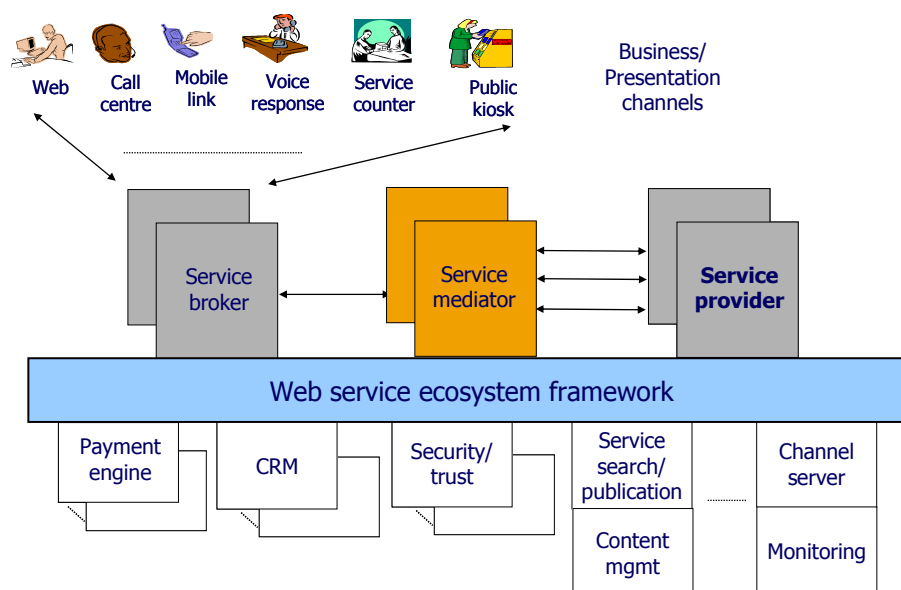 Web
Call
centre
Mobile
link
Voice
response
Service
counter
Public
kiosk
Business/
Presentation
channels
Service
broker
Service
mediator
Service
provider
Web service ecosystem framework
Payment
engine
CRM
Security/
trust
Service
search/
publication
Content
mgmt
Channel
server
Monitoring